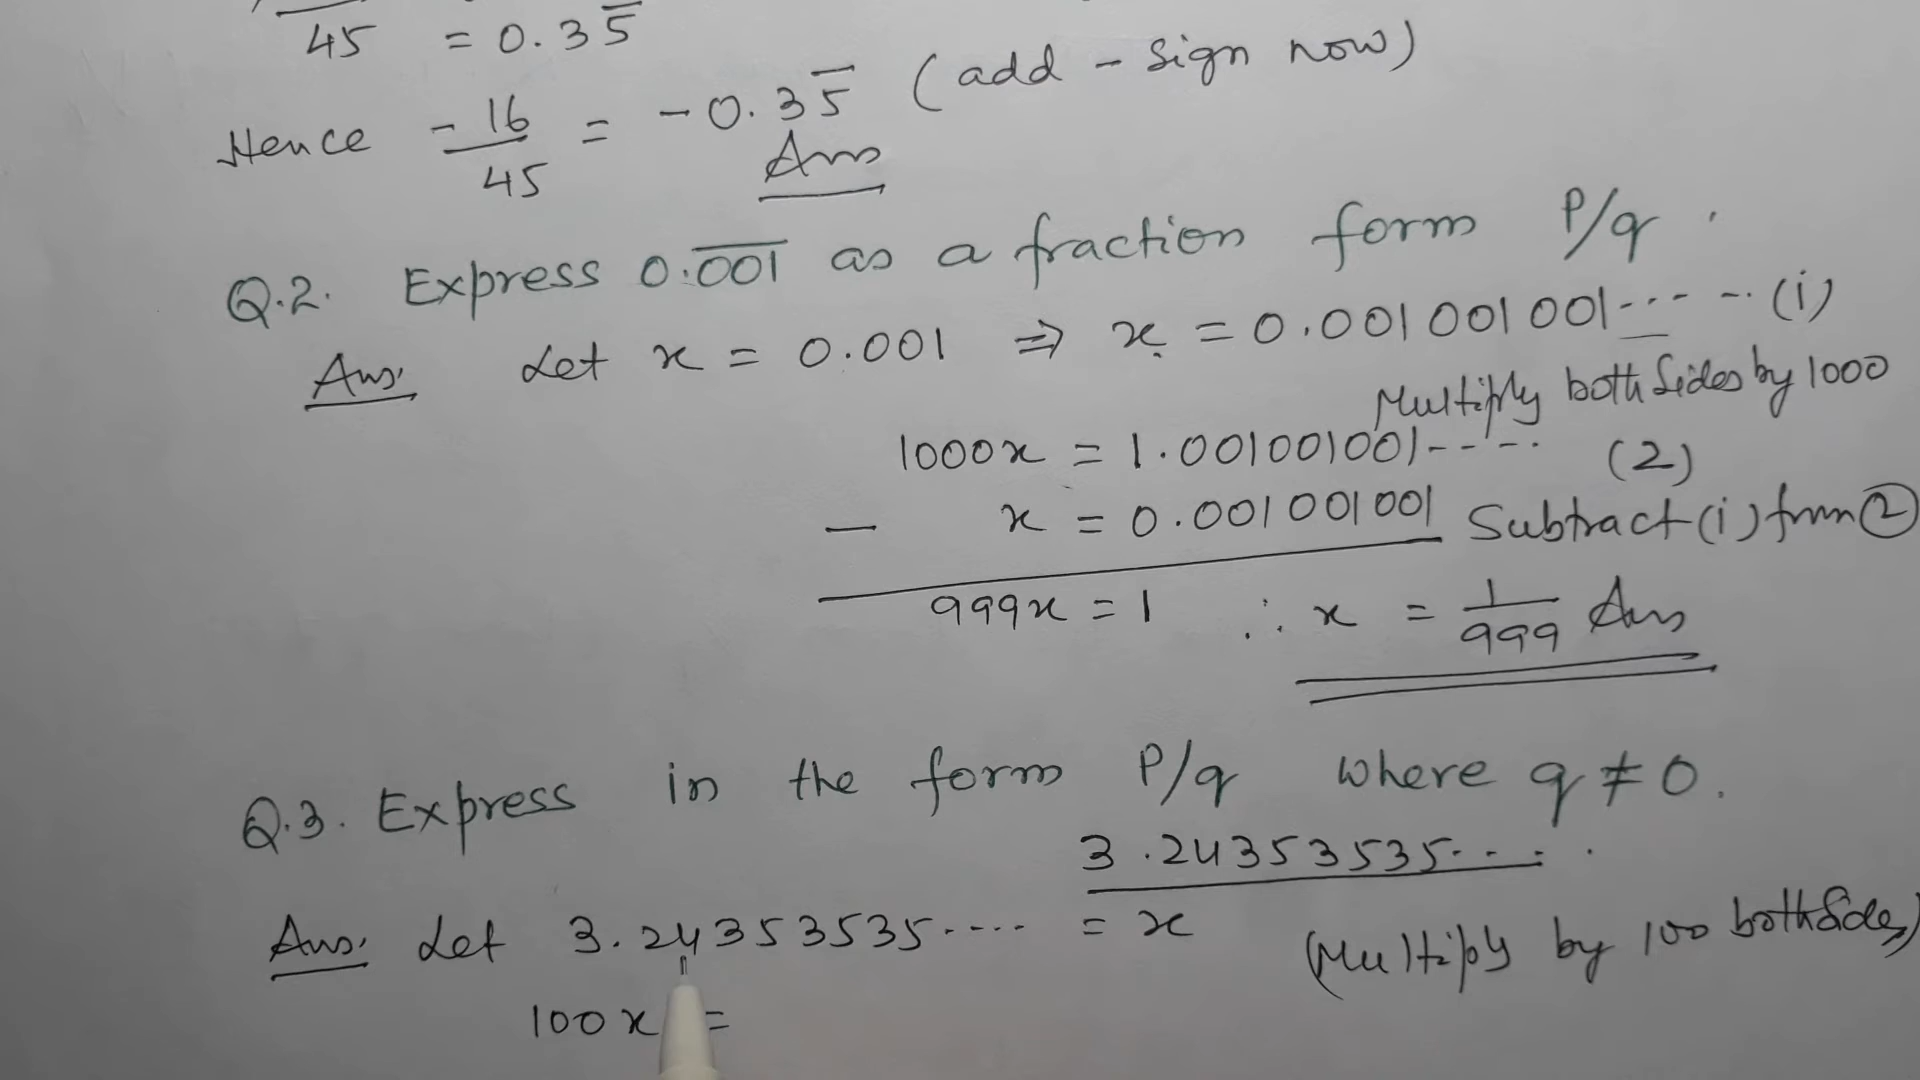 45 = 0.35̅
Hence -16/45 = -0.35̅ (add - sign now)
Ans
Q.2. Express 0.0̅0̅1̅ as a fraction form P/q.
Ans. Let x = 0.001 ⇒ x = 0.001001001----- (i)
Multiply both sides by 1000
1000x = 1.001001001----- (2)
- x = 0.001001001 Subtract (i) from ②
999x = 1 ∴ x = 1/999 Ans
Q.3. Express in the form P/q where q ≠ 0.
3.24353535.....
Ans. Let 3.24353535..... = x (Multiply by 100 both sides)
100x =